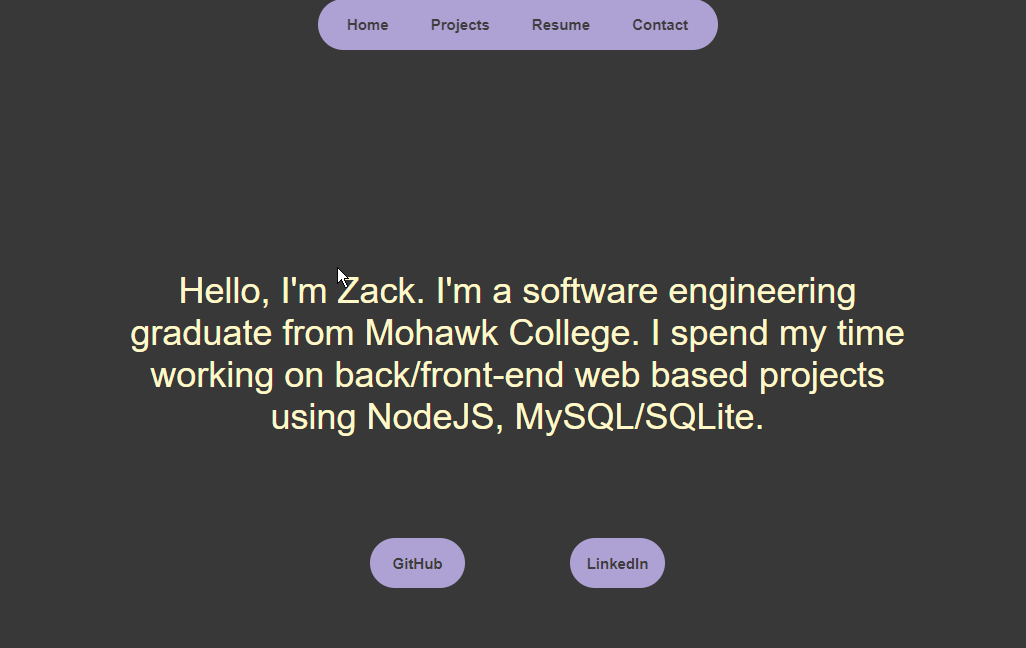 Home Projects Resume Contact
Hello, I'm Zack. I'm a software engineering
graduate from Mohawk College. I spend my time
working on back/front-end web based projects
using NodeJS, MySQL/SQLite.
GitHub LinkedIn